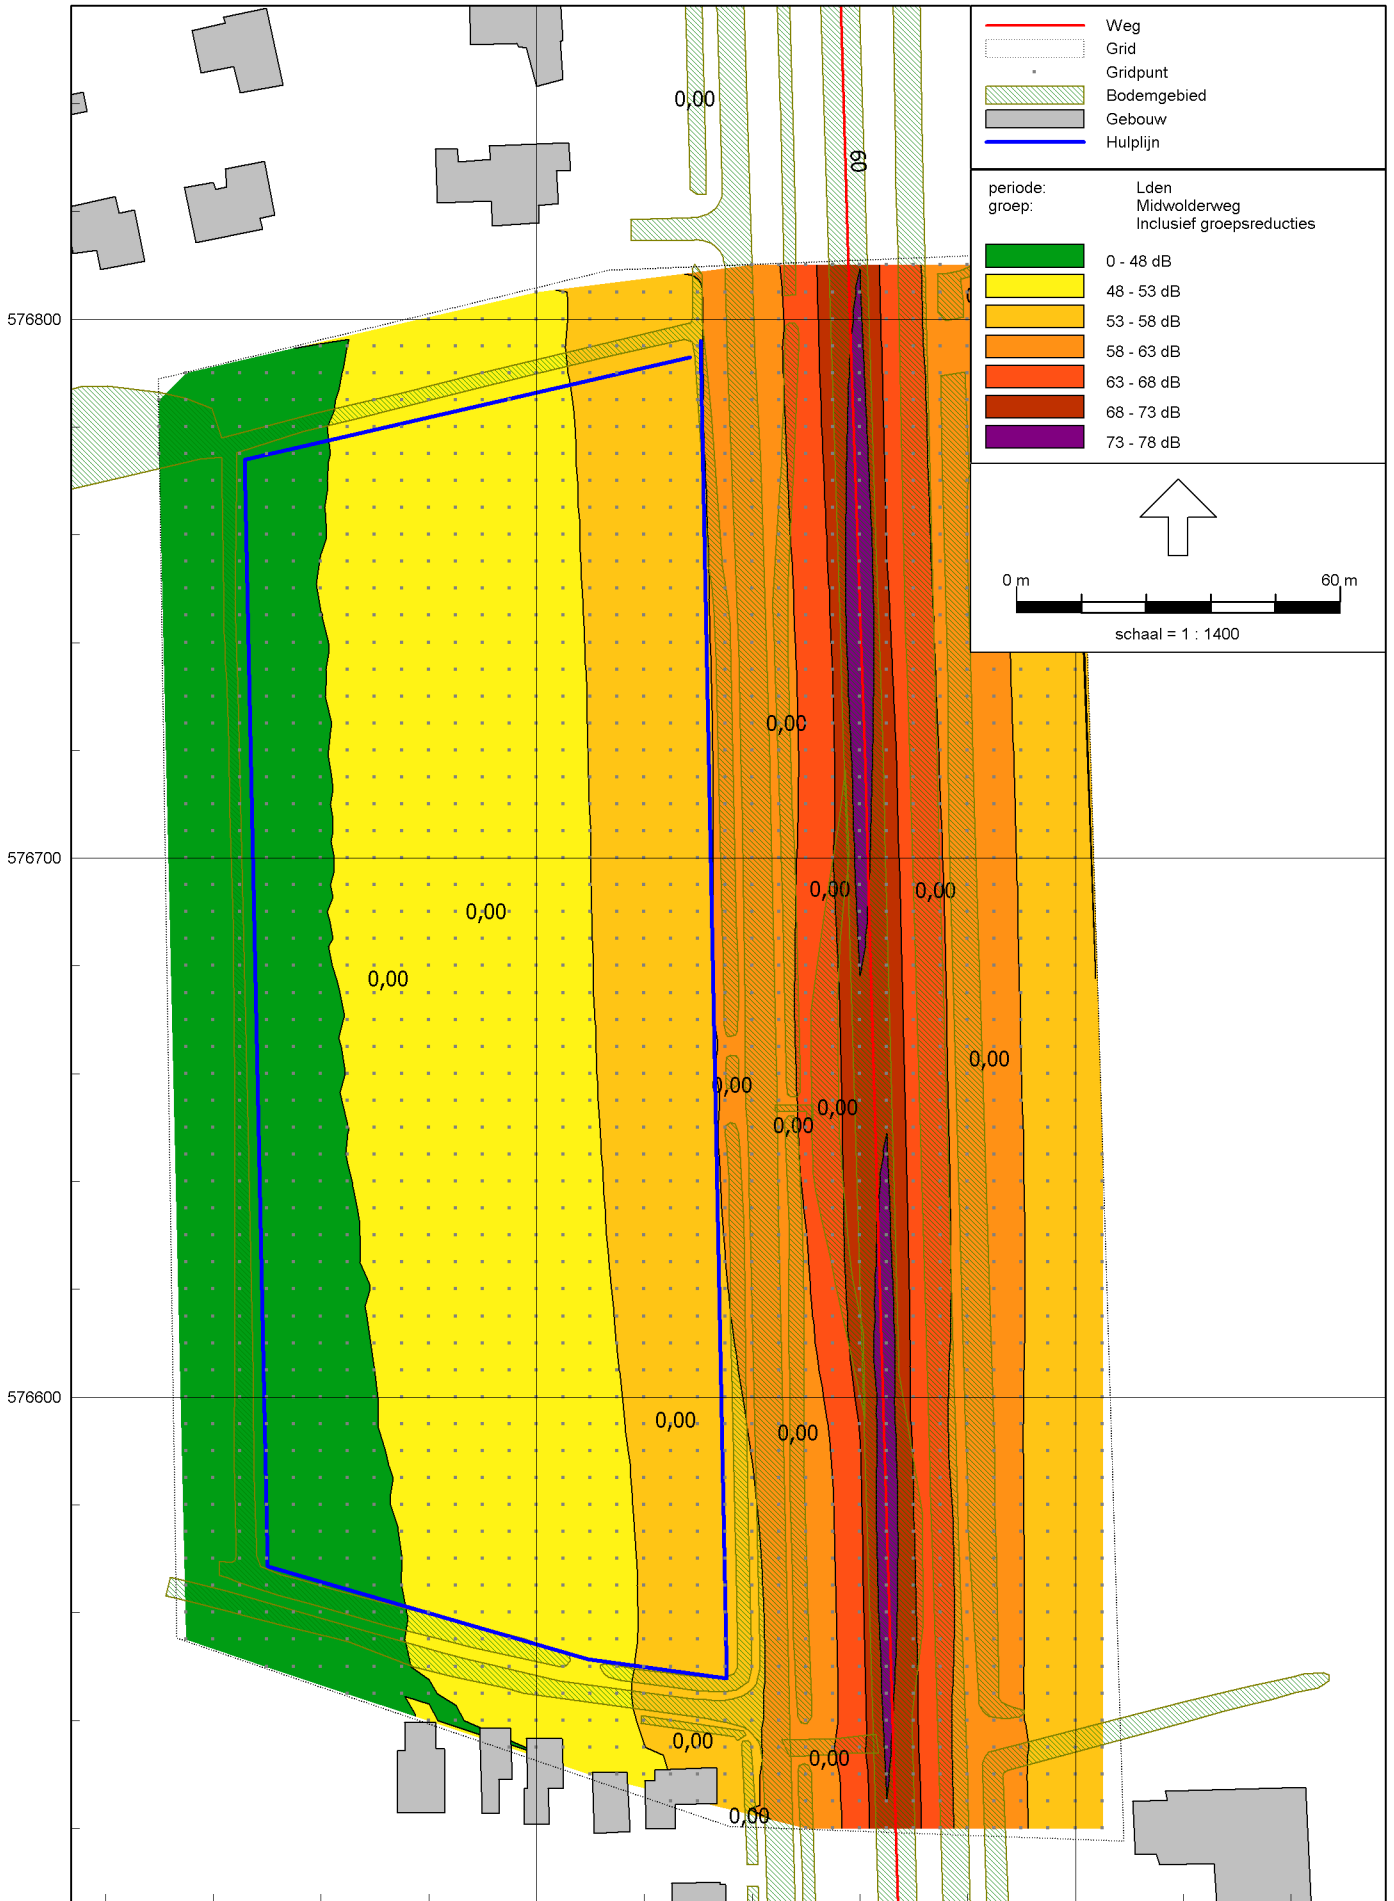 Weg
Grid
Gridpunt
Bodemgebied
Gebouw
Hulplijn
periode: Lden
groep: Midwolderweg
Inclusief groepsreducties
0 - 48 dB
48 - 53 dB
53 - 58 dB
58 - 63 dB
63 - 68 dB
68 - 73 dB
73 - 78 dB
0 m 60 m
schaal = 1 : 1400
0,00
60
576800
0,00
576700
0,00
0,00
0,00
0,00
0,00
0,00
0,00
0,00
576600
0,00
0,00
0,00
0,00
0,00